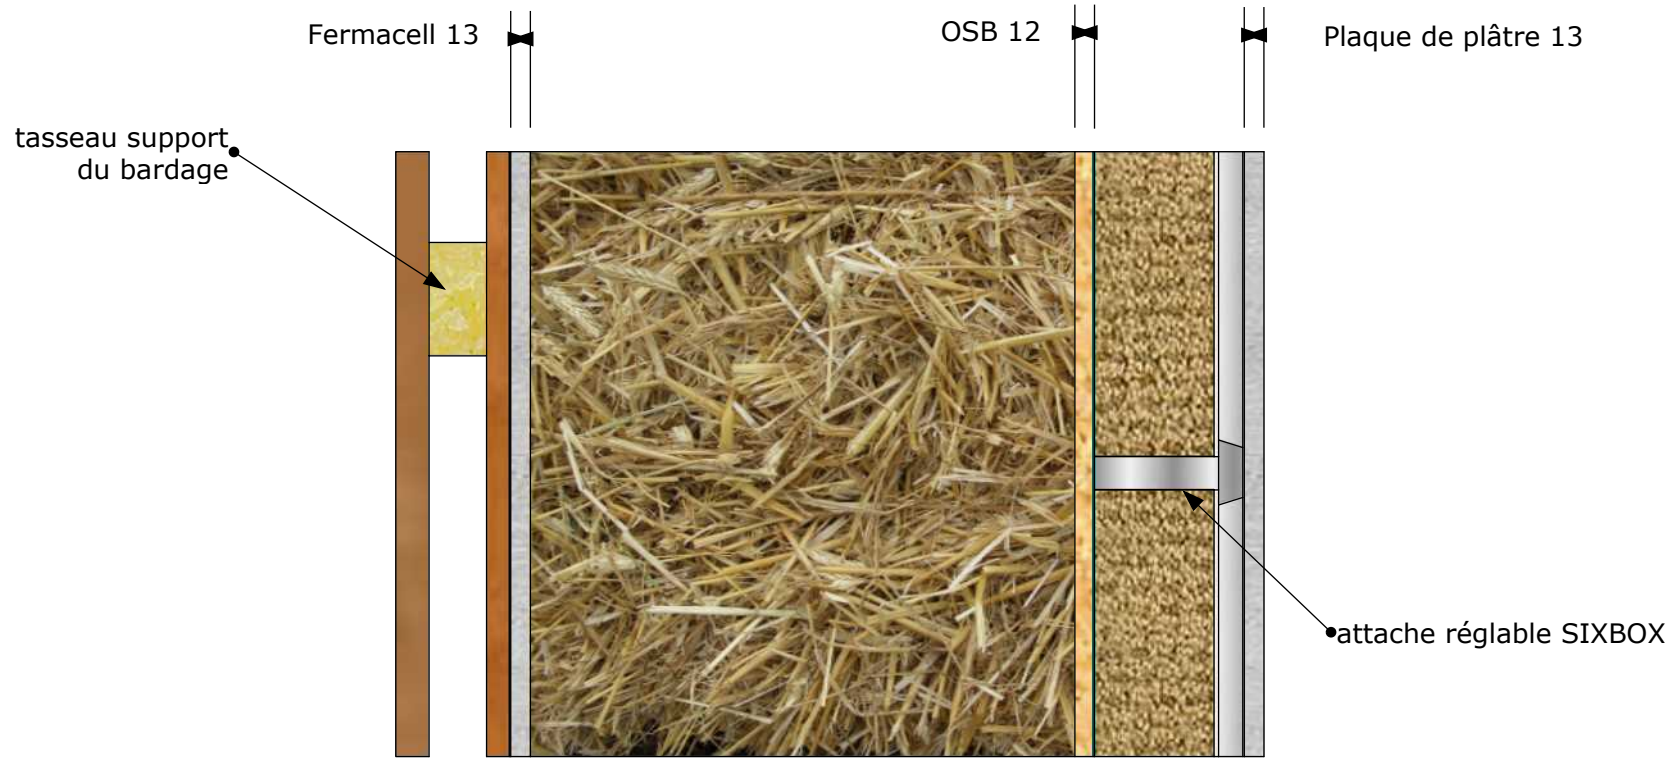 Fermacell 13
OSB 12
Plaque de plâtre 13
tasseau support
du bardage
attache réglable SIXBOX